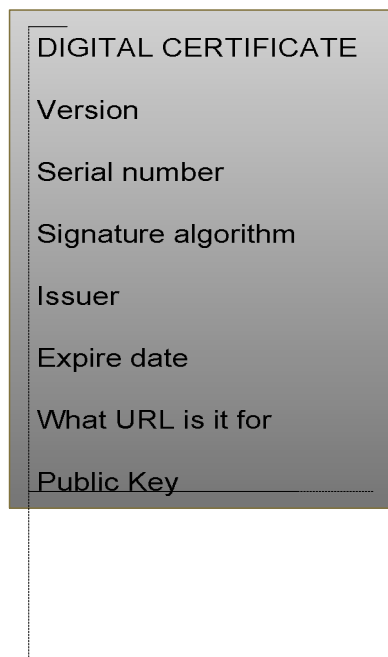 DIGITAL CERTIFICATE
Version
Serial number
Signature algorithm
Issuer
Expire date
What URL is it for
Public Key